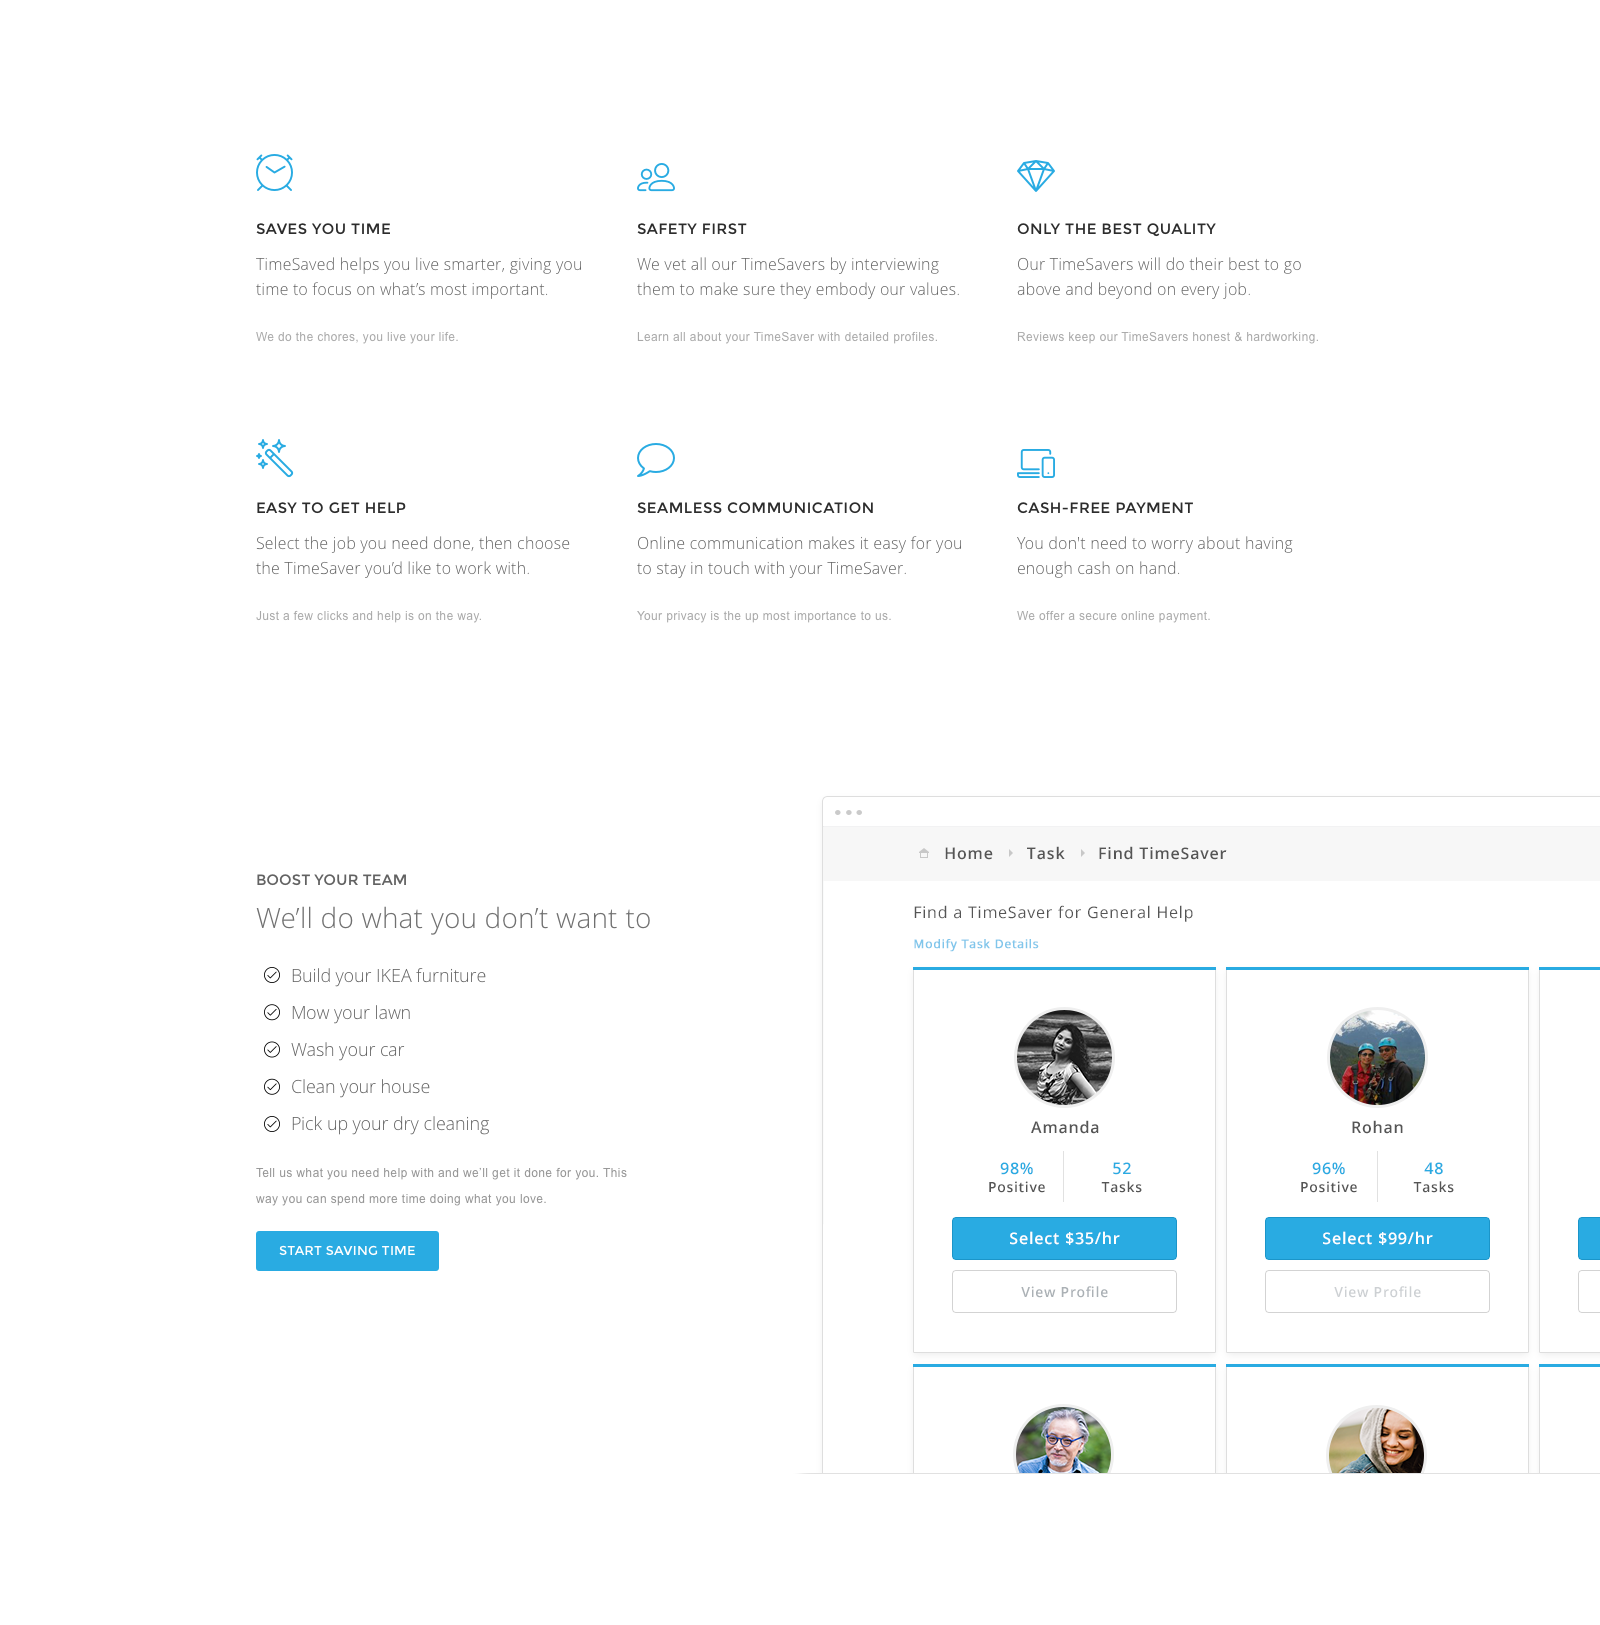 SAVES YOU TIME
TimeSaved helps you live smarter, giving you
time to focus on what’s most important.
We do the chores, you live your life.
SAFETY FIRST
We vet all our TimeSavers by interviewing
them to make sure they embody our values.
Learn all about your TimeSaver with detailed profiles.
ONLY THE BEST QUALITY
Our TimeSavers will do their best to go
above and beyond on every job.
Reviews keep our TimeSavers honest & hardworking.
EASY TO GET HELP
Select the job you need done, then choose
the TimeSaver you’d like to work with.
Just a few clicks and help is on the way.
SEAMLESS COMMUNICATION
Online communication makes it easy for you
to stay in touch with your TimeSaver.
Your privacy is the up most importance to us.
CASH-FREE PAYMENT
You don't need to worry about having
enough cash on hand.
We offer a secure online payment.
BOOST YOUR TEAM
We’ll do what you don’t want to
Build your IKEA furniture
Mow your lawn
Wash your car
Clean your house
Pick up your dry cleaning
Tell us what you need help with and we’ll get it done for you. This
way you can spend more time doing what you love.
START SAVING TIME
Home Task Find TimeSaver
Find a TimeSaver for General Help
Modify Task Details
Amanda
98% 52
Positive Tasks
Select $35/hr
View Profile
Rohan
96% 48
Positive Tasks
Select $99/hr
View Profile